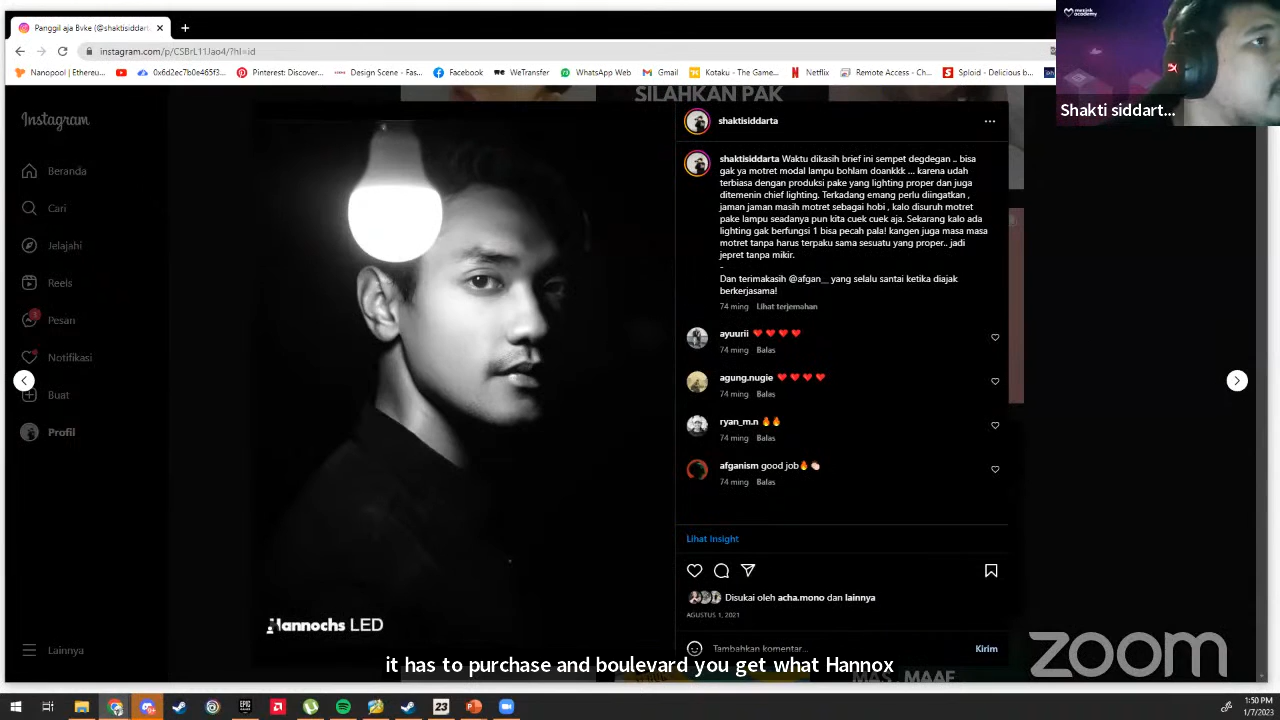 Panggil aja Bvke (@shaktisiddart
instagram.com/p/CSBrL11Jao4/?hl=id
Nanopool | Ethereu...
0x6d2ec7b0e465f3...
Pinterest: Discover...
Design Scene - Fas...
Facebook
WeTransfer
WhatsApp Web
Gmail
Kotaku - The Game...
Netflix
Remote Access - Ch...
Sploid - Delicious b...
mesink academy
Shakti siddart...
SILAHKAN PAK
Instagram
Beranda
Cari
Jelajahi
Reels
Pesan
Notifikasi
Buat
Profil
Lainnya
Hannochs LED
shaktisiddarta
shaktisiddarta Waktu dikasih brief ini sempet degdegan .. bisa
gak ya motret modal lampu bohlam doankkk ... karena udah
terbiasa dengan produksi pake yang lighting proper dan juga
ditemenin chief lighting. Terkadang emang perlu diingatkan ,
jaman jaman masih motret sebagai hobi , kalo disuruh motret
pake lampu seadanya pun kita cuek cuek aja. Sekarang kalo ada
lighting gak berfungsi 1 bisa pecah pala! kangen juga masa masa
motret tanpa harus terpaku sama sesuatu yang proper.. jadi
jepret tanpa mikir.
-
Dan terimakasih @afgan__ yang selalu santai ketika diajak
berkerjasama!
74 ming Lihat terjemahan
ayuurii ❤️❤️❤️❤️
74 ming Balas
agung.nugie ❤️❤️❤️❤️
74 ming Balas
ryan_m.n 🔥🔥
74 ming Balas
afganism good job🔥👏🏻
74 ming Balas
Lihat Insight
Disukai oleh acha.mono dan lainnya
AGUSTUS 1, 2021
Tambahkan komentar...
Kirim
zoom
it has to purchase and boulevard you get what Hannox
MAS, MAAF
EPIC GAMES
23
1:50 PM
1/7/2023